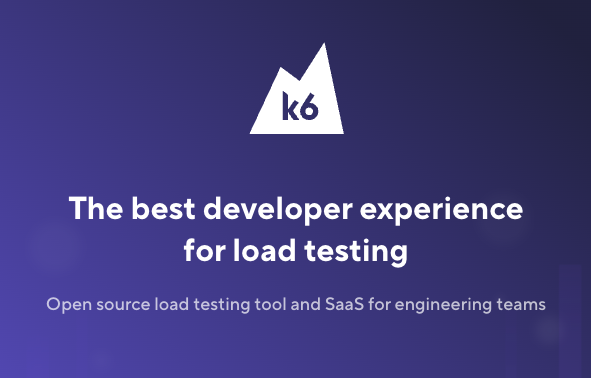 k6
The best developer experience
for load testing
Open source load testing tool and SaaS for engineering teams